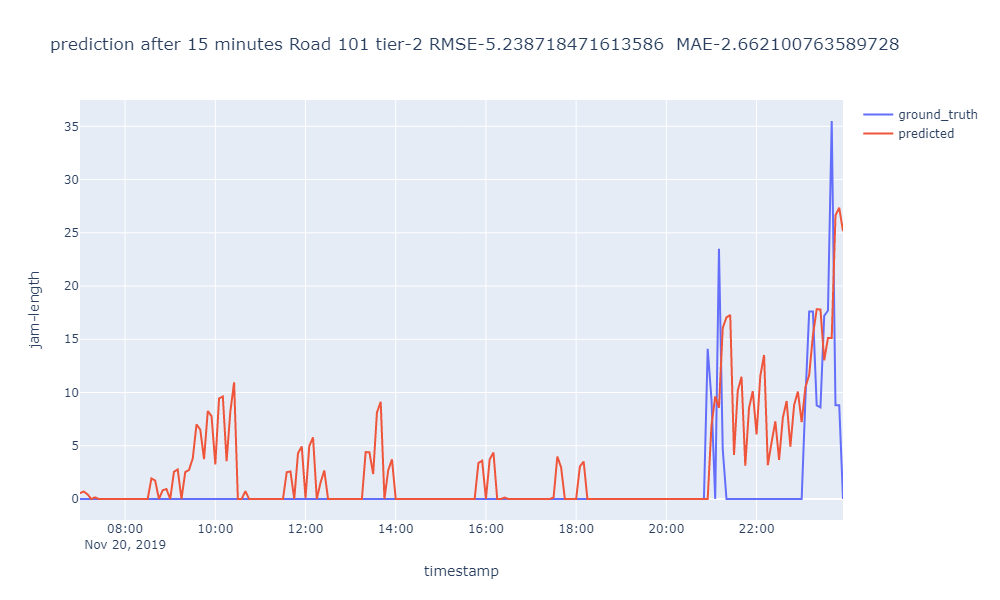 prediction after 15 minutes Road 101 tier-2 RMSE-5.238718471613586  MAE-2.662100763589728
ground_truth
predicted
jam-length
35
30
25
20
15
10
5
0
08:00 10:00 12:00 14:00 16:00 18:00 20:00 22:00
Nov 20, 2019
timestamp